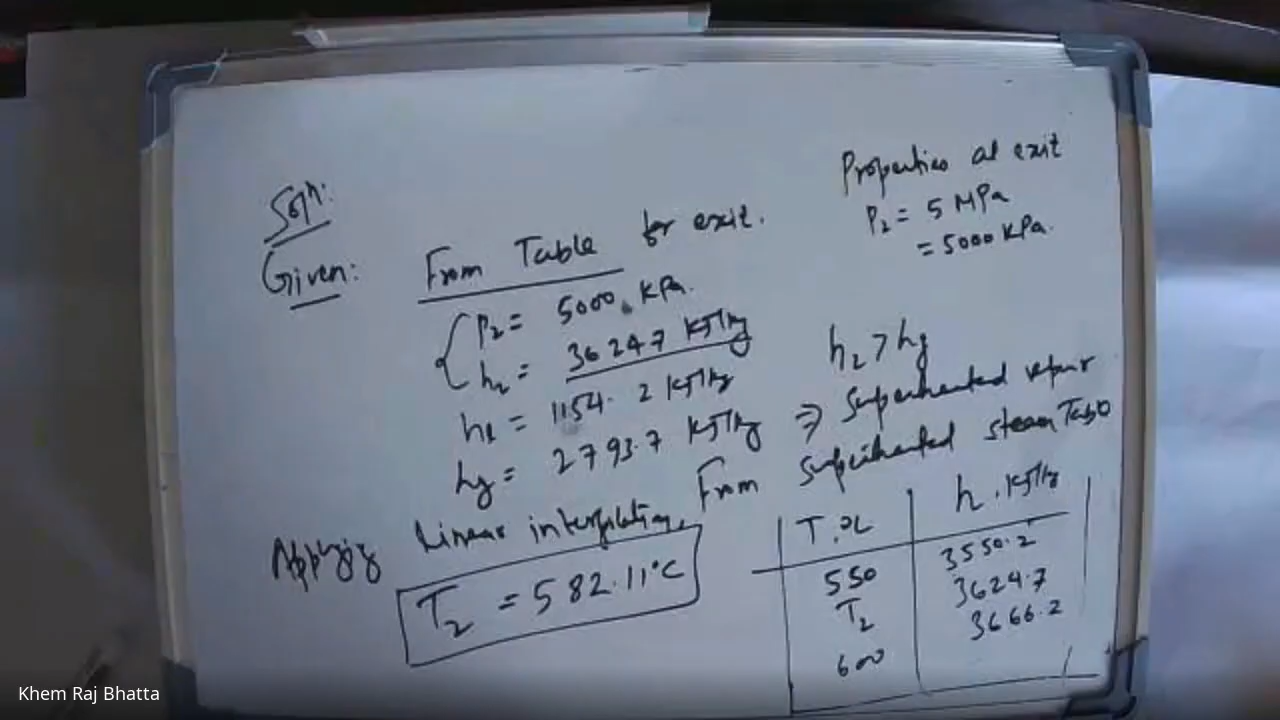 Soln:
Given:
From Table for exit.
P2 = 5000 kPa.
h2 = 3624.7 KJ/kg
hl = 1154.2 KJ/kg
hg = 2793.7 KJ/kg
Properties at exit
P2 = 5 MPa
= 5000 kPa.
h2 > hg
⇒ Superheated vapour
From superheated steam Table
Applying Linear interpolation,
T2 = 582.11°C
T, °C h, KJ/kg
550 3550.2
T2 3624.7
600 3666.2
Khem Raj Bhatta